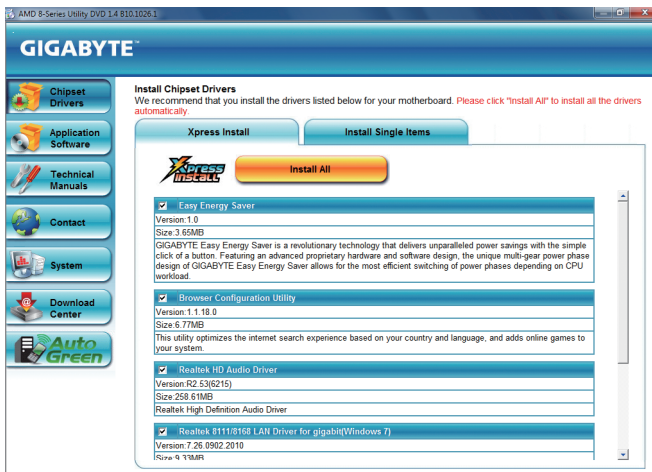 AMD 8-Series Utility DVD 1.4 B10.1026.1
GIGABYTE™
Chipset
Drivers
Application
Software
Technical
Manuals
Contact
System
Download
Center
Auto
Green
Install Chipset Drivers
We recommend that you install the drivers listed below for your motherboard. Please click "Install All" to install all the drivers
automatically.
Xpress Install
Install Single Items
Xpress
Install
Install All
Easy Energy Saver
Version:1.0
Size:3.65MB
GIGABYTE Easy Energy Saver is a revolutionary technology that delivers unparalleled power savings with the simple
click of a button. Featuring an advanced proprietary hardware and software design, the unique multi-gear power phase
design of GIGABYTE Easy Energy Saver allows for the most efficient switching of power phases depending on CPU
workload.
Browser Configuration Utility
Version:1.1.18.0
Size:6.77MB
This utility optimizes the internet search experience based on your country and language, and adds online games to
your system.
Realtek HD Audio Driver
Version:R2.53(6215)
Size:258.61MB
Realtek High Definition Audio Driver
Realtek 8111/8168 LAN Driver for gigabit(Windows 7)
Version:7.26.0902.2010
Size:9.33MB